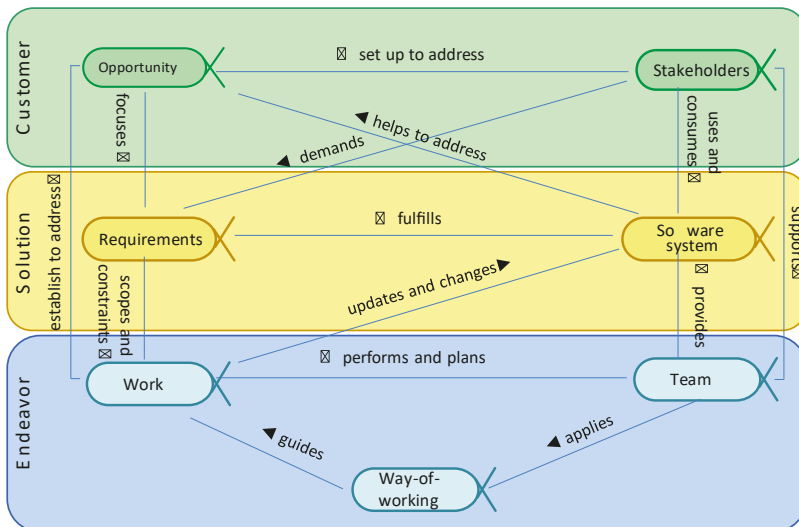 Customer
Opportunity
⍰ set up to address
Stakeholders
focuses ⍰
demands
helps to address
uses and
consumes ⍰
Solution
establish to address⍰
Requirements
⍰ fulfills
So ware
system
supports⍰
scopes and
constraints ⍰
updates and changes
⍰ provides
Endeavor
Work
⍰ performs and plans
Team
guides
applies
Way-of-
working